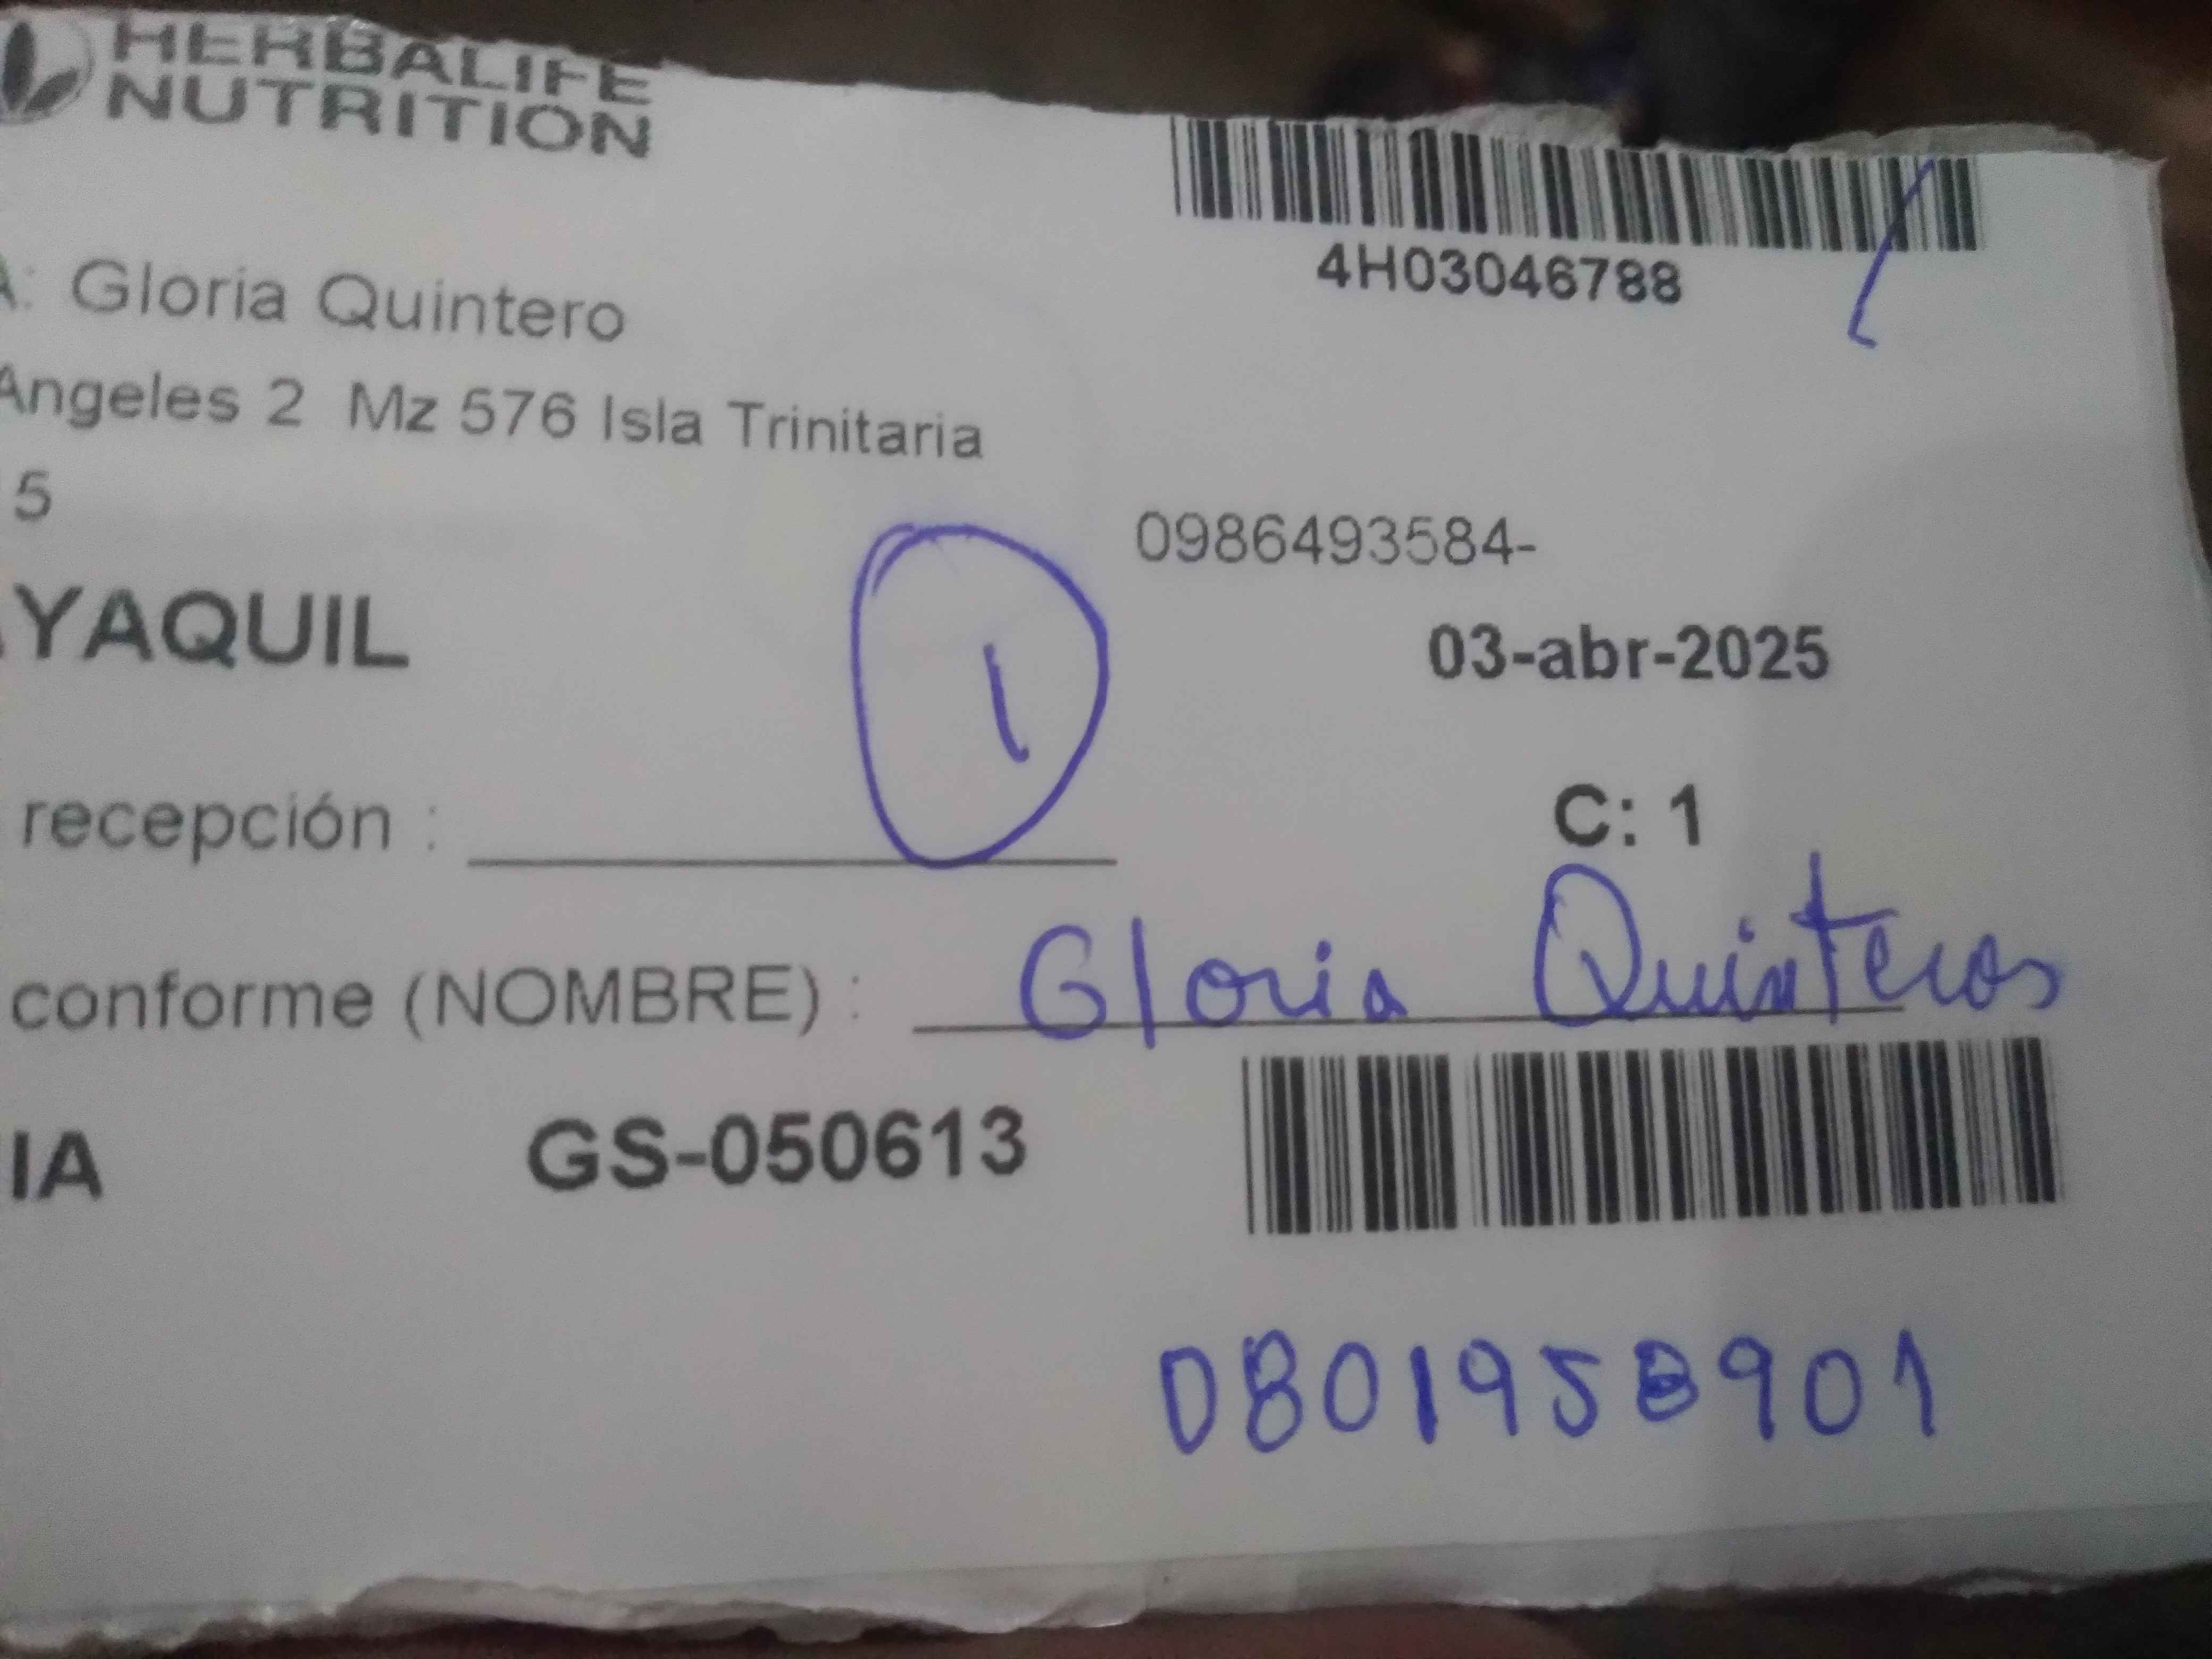 HERBALIFE
NUTRITION
4H03046788
A: Gloria Quintero
Angeles 2 Mz 576 Isla Trinitaria
5
0986493584-
YAQUIL
03-abr-2025
1
recepción :
C: 1
conforme (NOMBRE) : Gloria Quinteros
IA GS-050613
0801958901